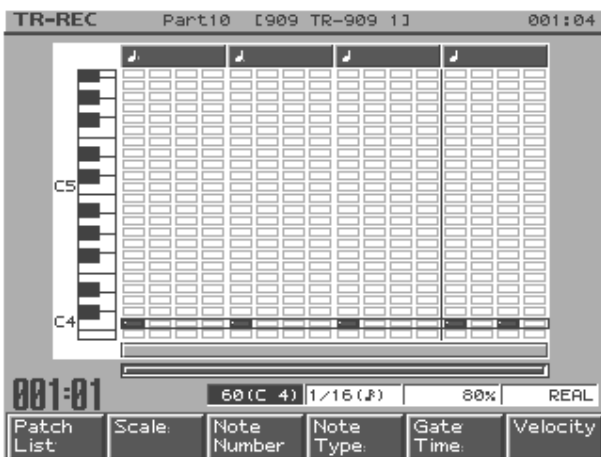 TR-REC Part10 [909 TR-909 1] 001:04
C5
C4
001:01 60(C 4) 1/16(♪) 80% REAL
Patch List: Scale: Note Number Note Type: Gate Time: Velocity